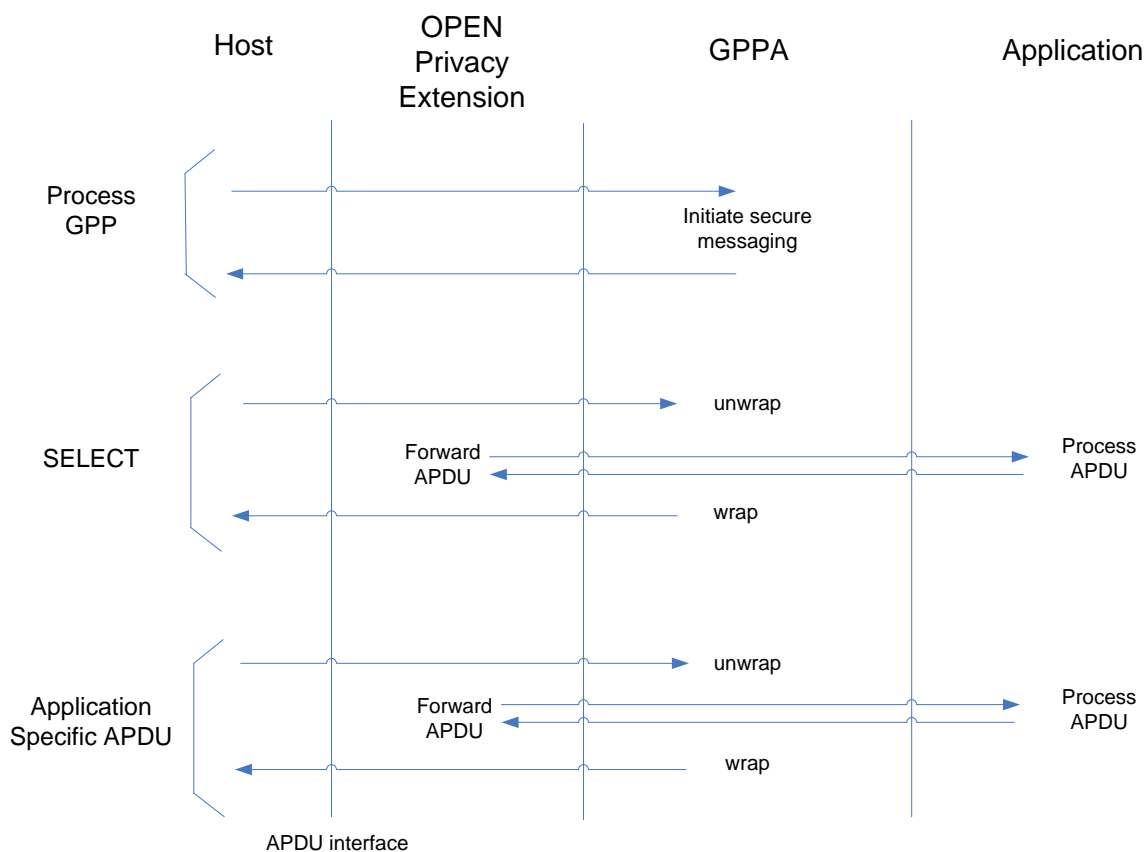 Host
OPEN
Privacy
Extension
GPPA
Application
Process
GPP
Initiate secure
messaging
SELECT
unwrap
Forward
APDU
Process
APDU
wrap
Application
Specific APDU
unwrap
Forward
APDU
Process
APDU
wrap
APDU interface